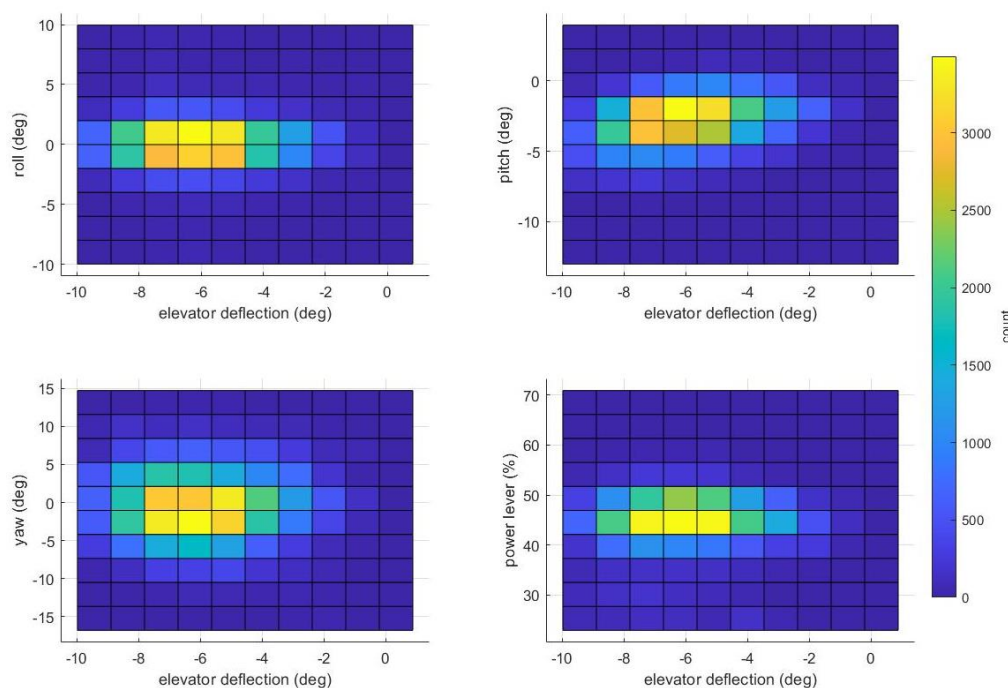 10
5
0
-5
-10
roll (deg)
-10 -8 -6 -4 -2 0
elevator deflection (deg)
0
-5
-10
pitch (deg)
-10 -8 -6 -4 -2 0
elevator deflection (deg)
15
10
5
0
-5
-10
-15
yaw (deg)
-10 -8 -6 -4 -2 0
elevator deflection (deg)
70
60
50
40
30
power lever (%)
-10 -8 -6 -4 -2 0
elevator deflection (deg)
3000
2500
2000
1500
1000
500
0
count